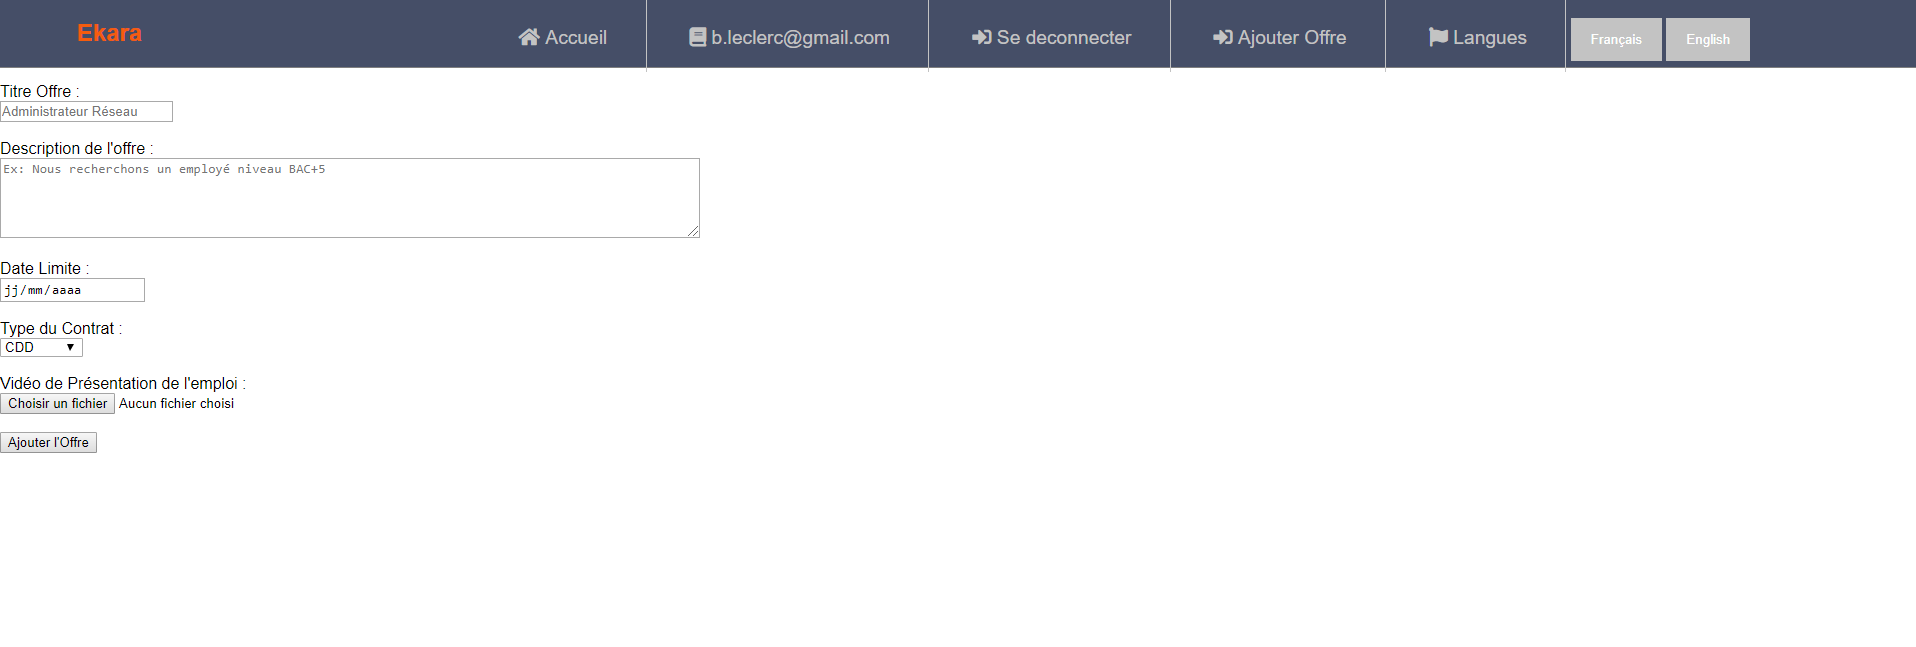 Ekara
Accueil
b.leclerc@gmail.com
Se deconnecter
Ajouter Offre
Langues
Français
English
Titre Offre :
Administrateur Réseau
Description de l'offre :
Ex: Nous recherchons un employé niveau BAC+5
Date Limite :
jj/mm/aaaa
Type du Contrat :
CDD
Vidéo de Présentation de l'emploi :
Choisir un fichier Aucun fichier choisi
Ajouter l'Offre